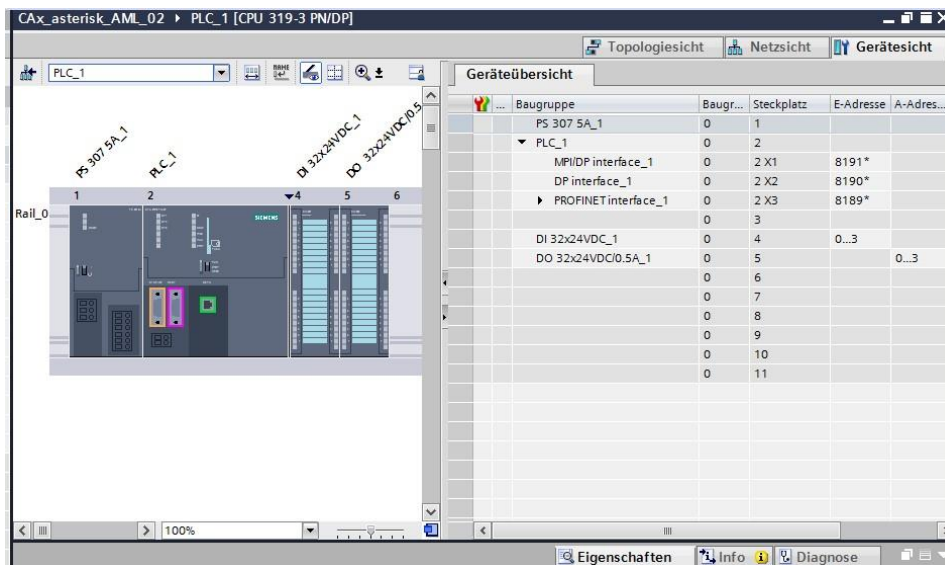 CAx_asterisk_AML_02 ▸ PLC_1 [CPU 319-3 PN/DP]
Topologiesicht Netzsicht Gerätesicht
PLC_1
Geräteübersicht
... Baugruppe Baugr... Steckplatz E-Adresse A-Adres...
PS 307 5A_1 0 1
PLC_1 0 2
MPI/DP interface_1 0 2 X1 8191*
DP interface_1 0 2 X2 8190*
PROFINET interface_1 0 2 X3 8189*
0 3
DI 32x24VDC_1 0 4 0...3
DO 32x24VDC/0.5A_1 0 5 0...3
0 6
0 7
0 8
0 9
0 10
0 11
PS 307 5A_1
PLC_1
DI 32x24VDC_1
DO 32x24VDC/0.5
1 2 4 5 6
Rail_0
SIEMENS
100%
Eigenschaften Info Diagnose